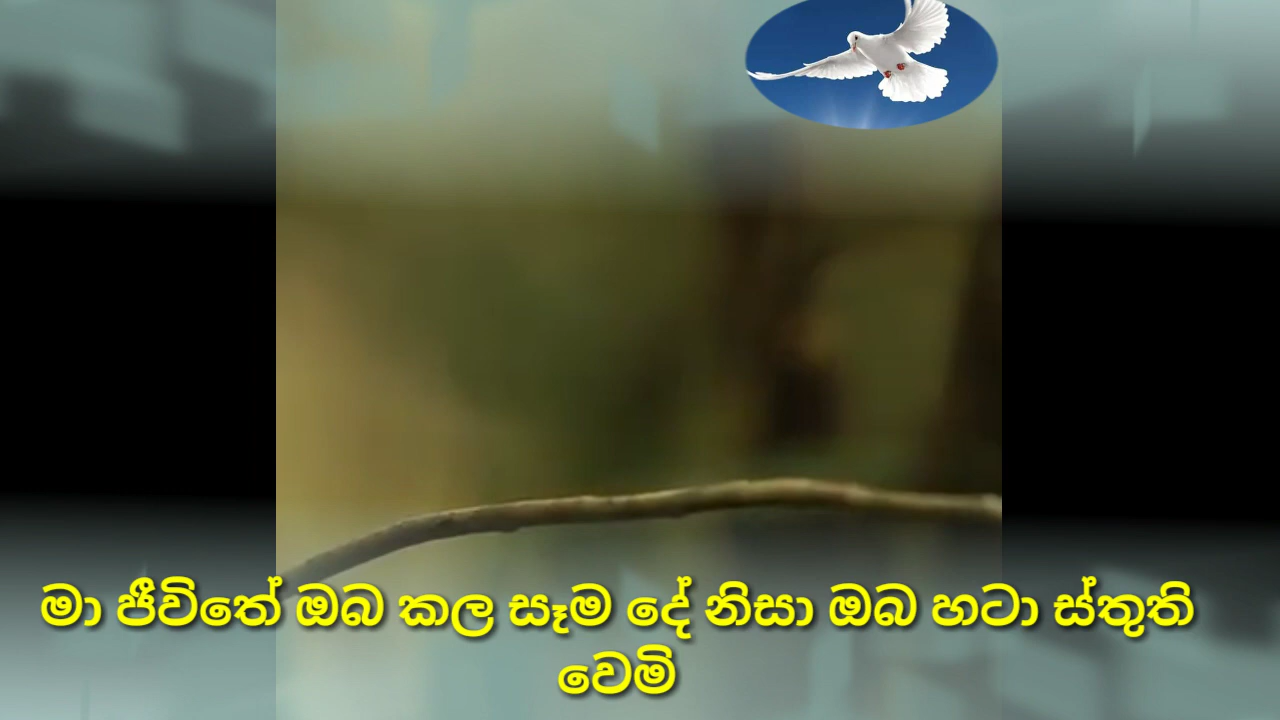 මා ජීවිතේ ඔබ කල සෑම දේ නිසා ඔබ හටා ස්තුති
වෙමි